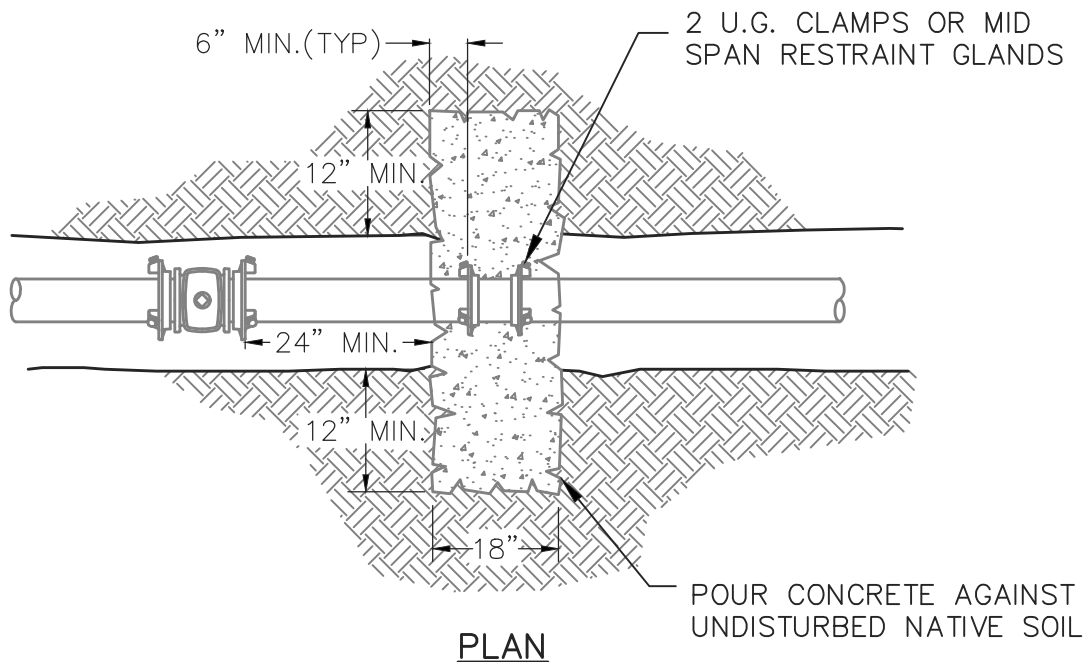 2 U.G. CLAMPS OR MID
SPAN RESTRAINT GLANDS
6" MIN.(TYP)
12" MIN.
24" MIN.
12" MIN.
18"
POUR CONCRETE AGAINST
UNDISTURBED NATIVE SOIL
PLAN